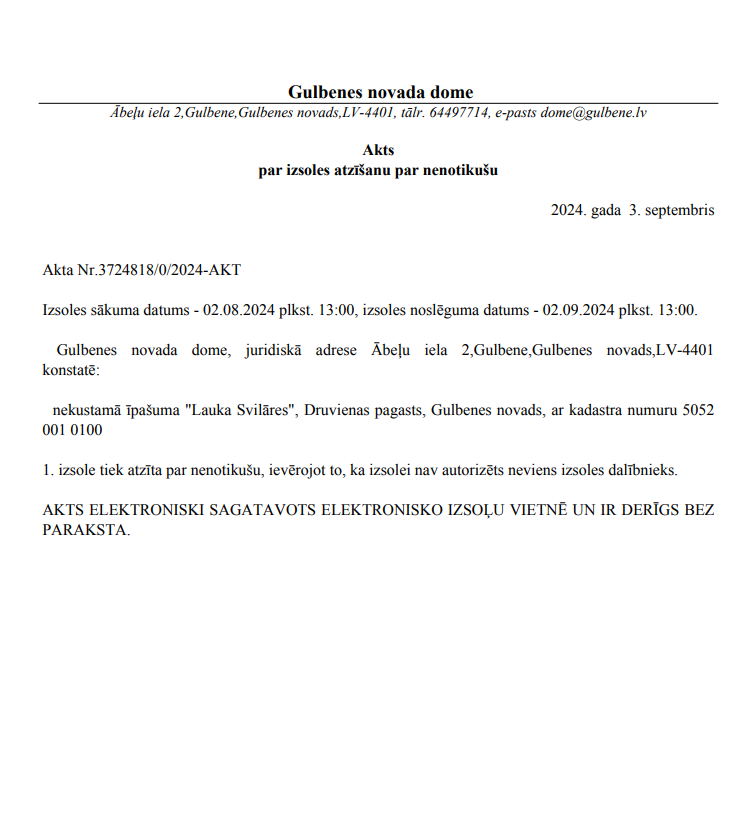 Gulbenes novada dome
Ābeļu iela 2,Gulbene,Gulbenes novads,LV-4401, tālr. 64497714, e-pasts dome@gulbene.lv
Akts
par izsoles atzīšanu par nenotikušu
2024. gada 3. septembris
Akta Nr.3724818/0/2024-AKT
Izsoles sākuma datums - 02.08.2024 plkst. 13:00, izsoles noslēguma datums - 02.09.2024 plkst. 13:00.
Gulbenes novada dome, juridiskā adrese Ābeļu iela 2,Gulbene,Gulbenes novads,LV-4401
konstatē:
nekustamā īpašuma "Lauka Svilāres", Druvienas pagasts, Gulbenes novads, ar kadastra numuru 5052
001 0100
1. izsole tiek atzīta par nenotikušu, ievērojot to, ka izsolei nav autorizēts neviens izsoles dalībnieks.
AKTS ELEKTRONISKI SAGATAVOTS ELEKTRONISKO IZSOĻU VIETNĒ UN IR DERĪGS BEZ
PARAKSTA.